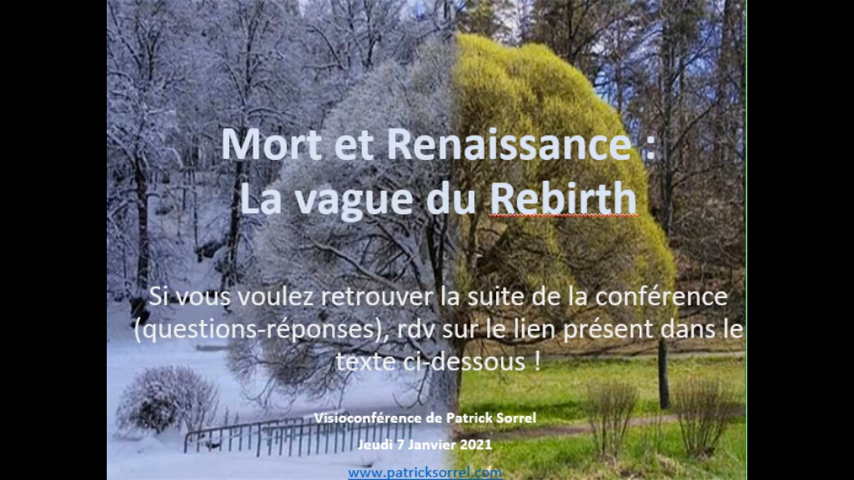 Mort et Renaissance :
La vague du Rebirth
Si vous voulez retrouver la suite de la conférence
(questions-réponses), rdv sur le lien présent dans le
texte ci-dessous !
Visioconférence de Patrick Sorrel
Jeudi 7 Janvier 2021
www.patricksorrel.com